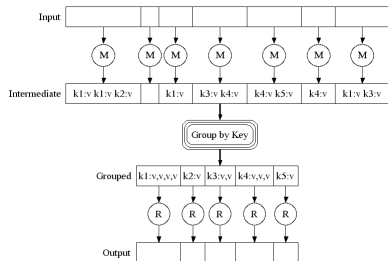 Input
M M M M M M M
Intermediate k1:v k1:v k2:v k1:v k3:v k4:v k4:v k5:v k4:v k1:v k3:v
Group by Key
Grouped k1:v,v,v,v k2:v k3:v,v k4:v,v,v k5:v
R R R R R
Output